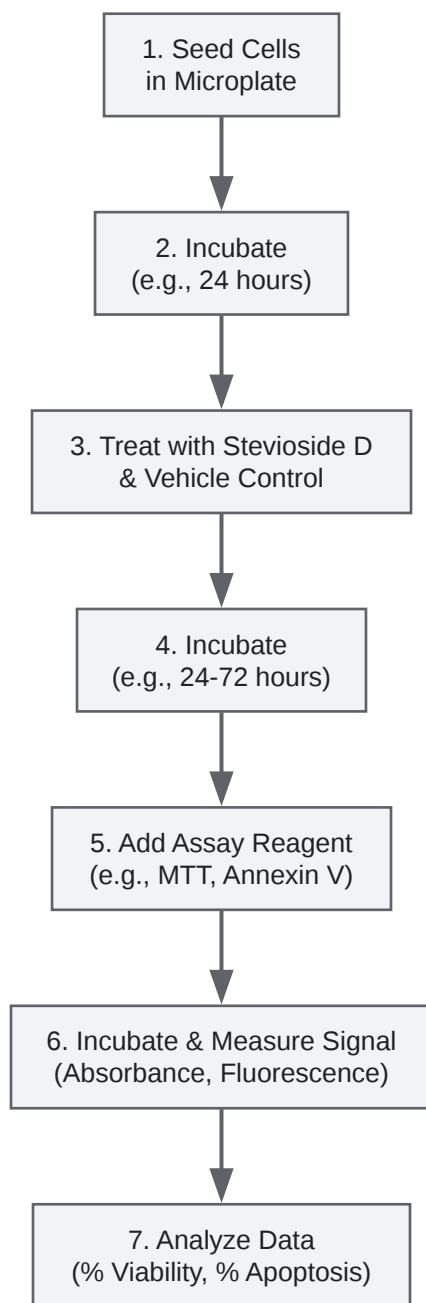 1. Seed Cells
in Microplate
2. Incubate
(e.g., 24 hours)
3. Treat with Stevioside D
& Vehicle Control
4. Incubate
(e.g., 24-72 hours)
5. Add Assay Reagent
(e.g., MTT, Annexin V)
6. Incubate & Measure Signal
(Absorbance, Fluorescence)
7. Analyze Data
(% Viability, % Apoptosis)